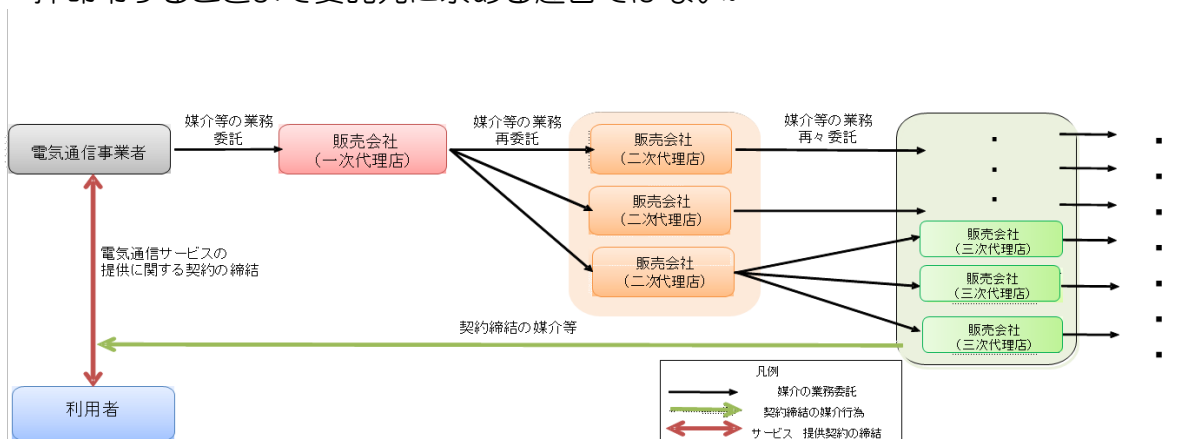 媒介等の業務
委託
媒介等の業務
再委託
媒介等の業務
再々委託
電気通信事業者
販売会社
（一次代理店）
販売会社
（二次代理店）
販売会社
（二次代理店）
販売会社
（二次代理店）
販売会社
（三次代理店）
販売会社
（三次代理店）
販売会社
（三次代理店）
電気通信サービスの
提供に関する契約の締結
契約締結の媒介等
利用者
凡例
媒介の業務委託
契約締結の媒介行為
サービス 提供契約の締結